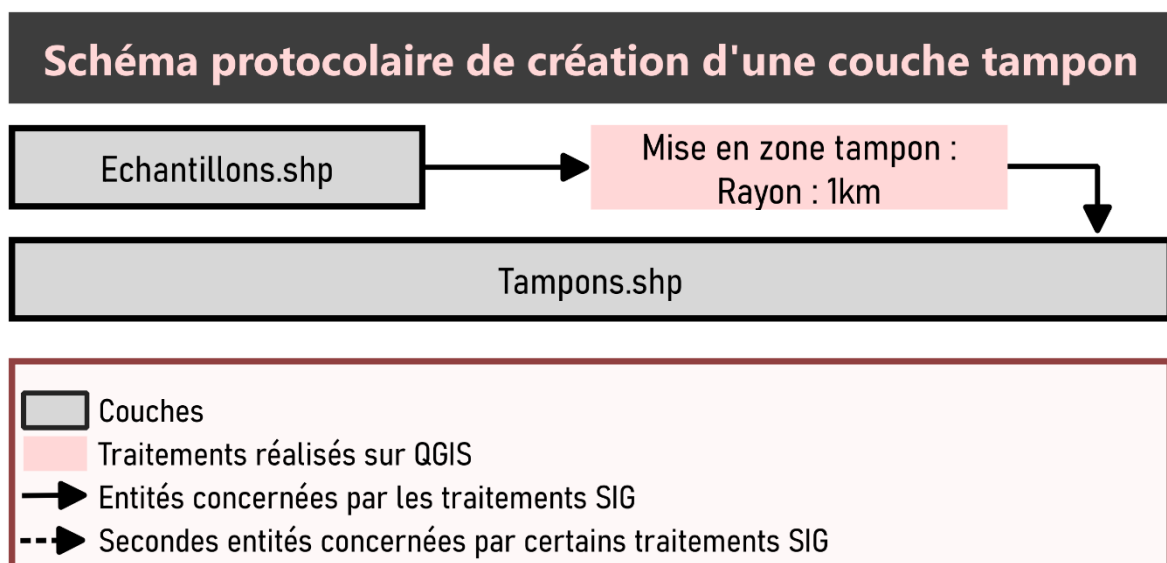 Schéma protocolaire de création d'une couche tampon
Echantillons.shp
Mise en zone tampon :
Rayon : 1km
Tampons.shp
Couches
Traitements réalisés sur QGIS
Entités concernées par les traitements SIG
Secondes entités concernées par certains traitements SIG